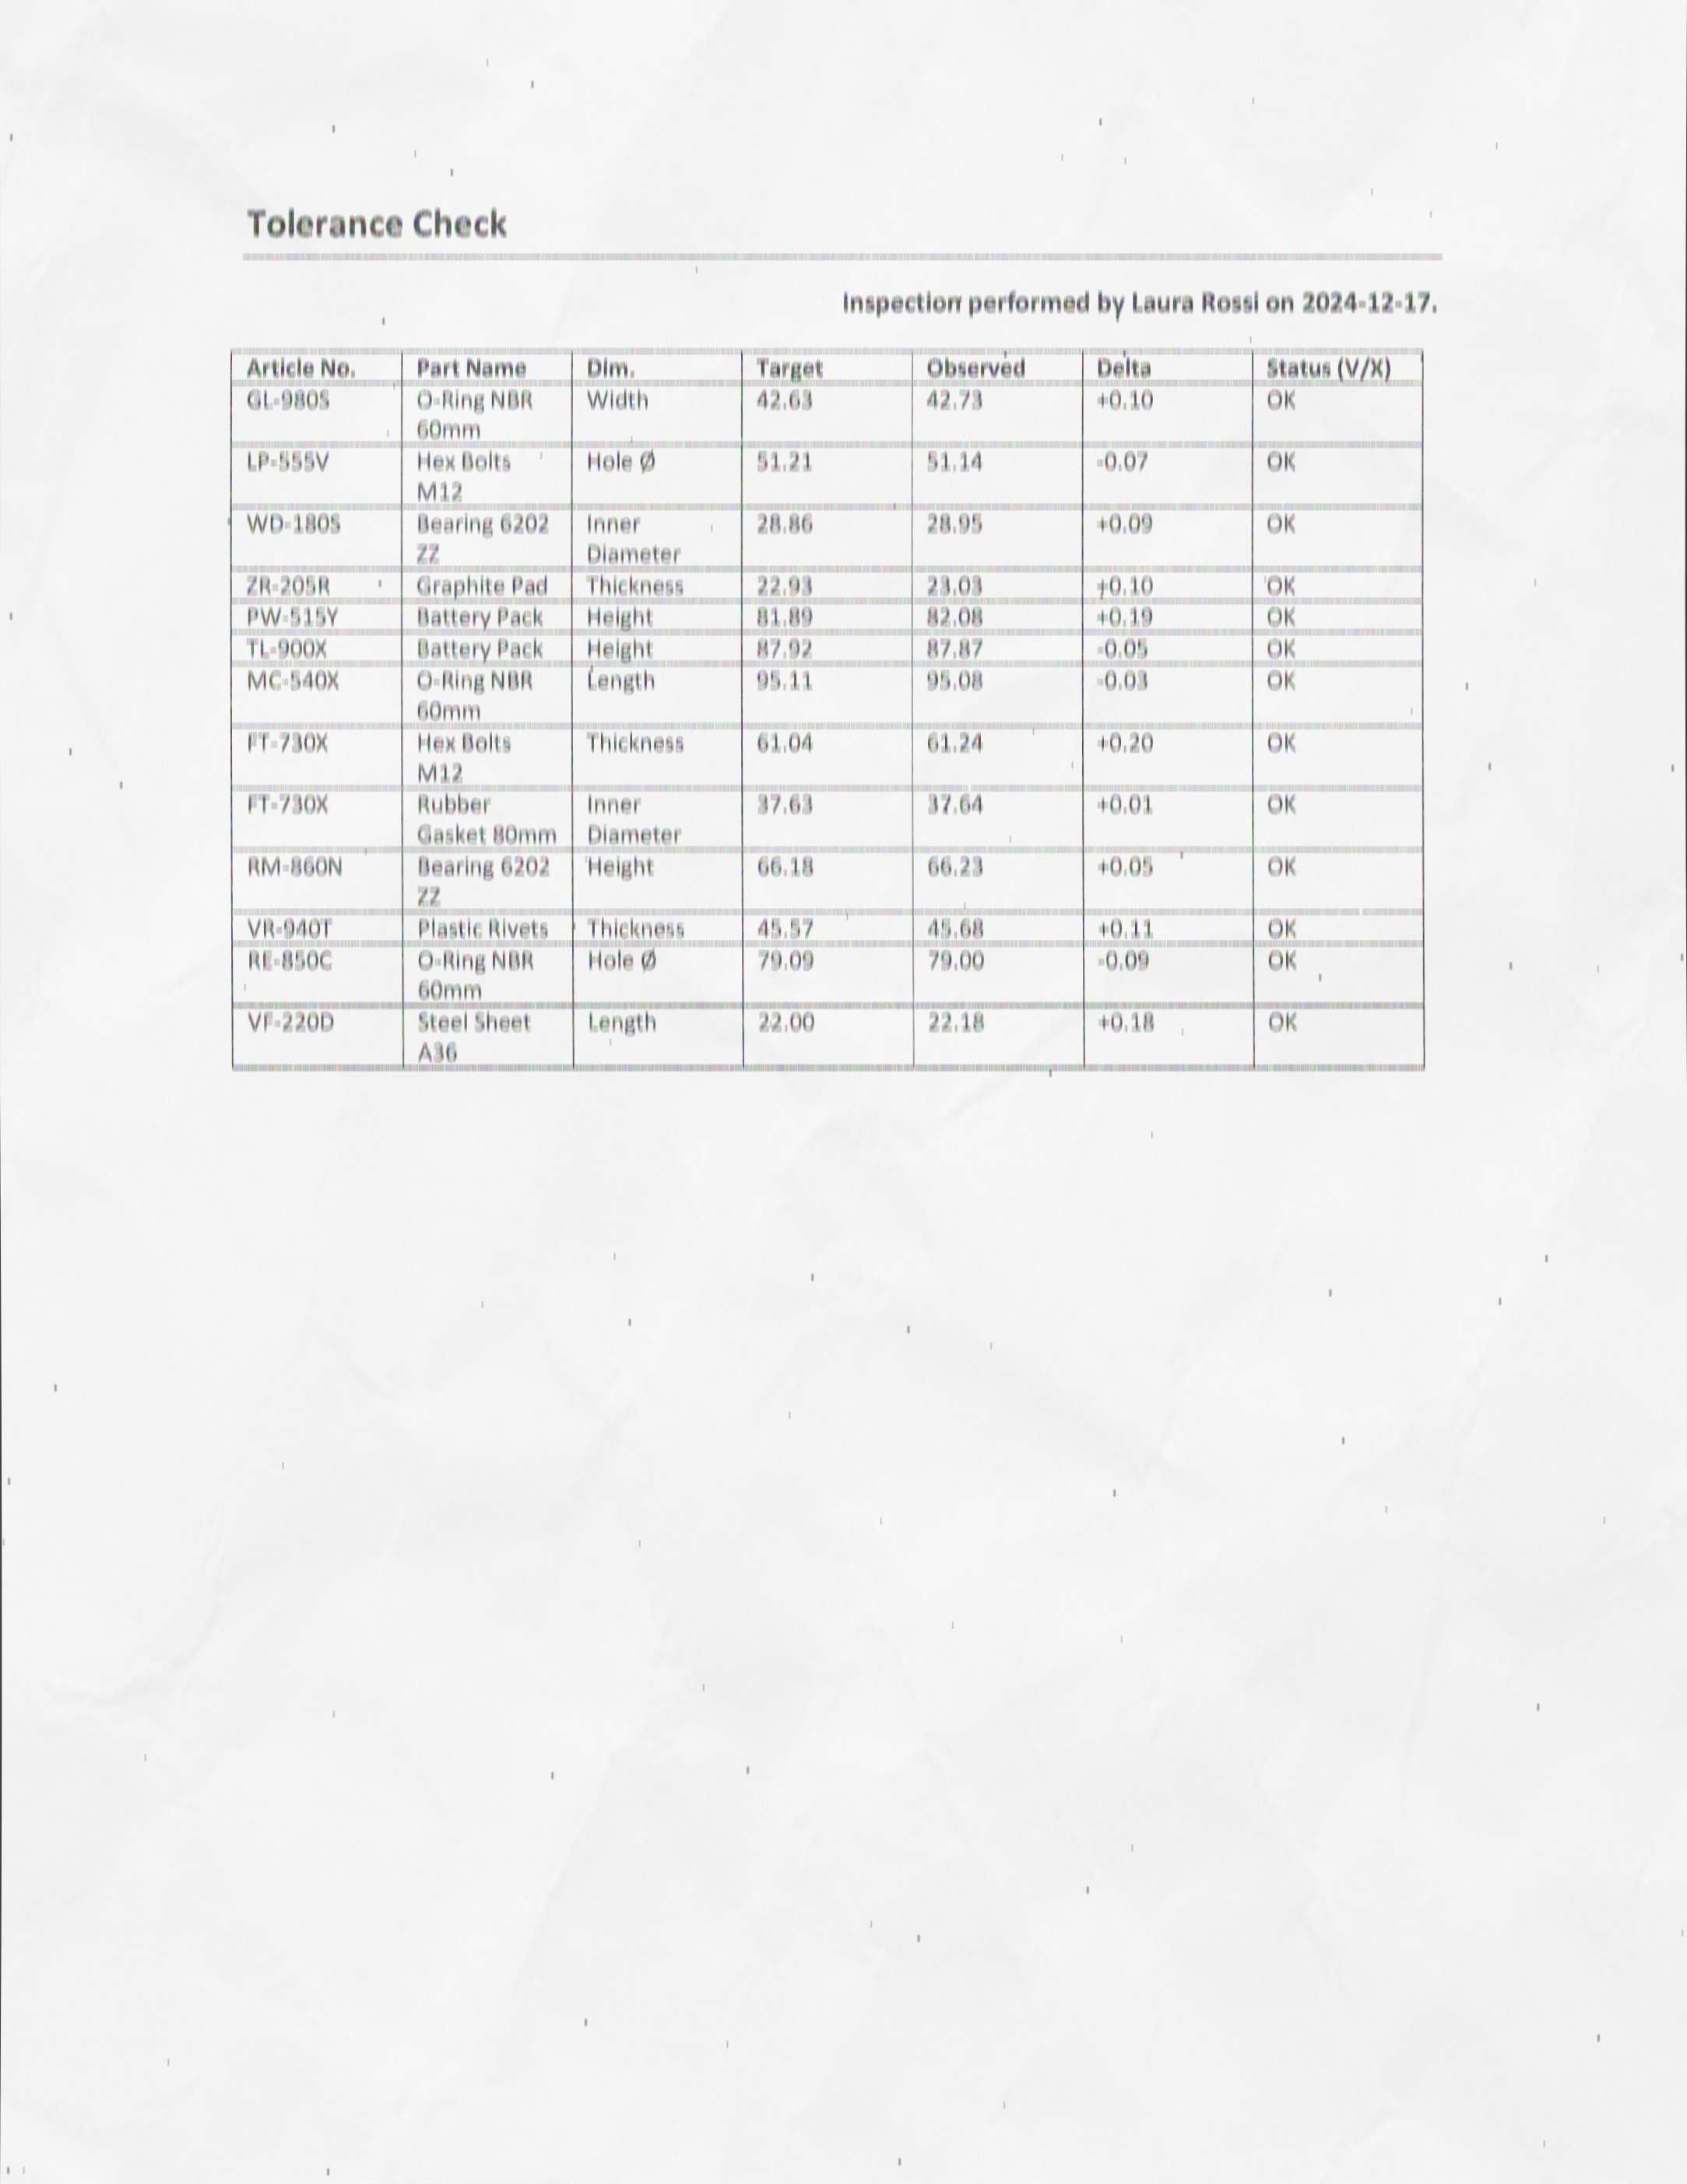 Tolerance Check
Inspection performed by Laura Rossi on 2024-12-17.
Article No. Part Name Dim. Target Observed Delta Status (V/X)
GL-980S O-Ring NBR 60mm Width 42.63 42.73 +0.10 OK
LP-555V Hex Bolts M12 Hole Ø 51.21 51.14 -0.07 OK
WD-180S Bearing 6202 ZZ Inner Diameter 28.86 28.95 +0.09 OK
ZR-205R Graphite Pad Thickness 22.93 23.03 +0.10 OK
PW-515Y Battery Pack Height 81.89 82.08 +0.19 OK
TL-900X Battery Pack Height 87.92 87.87 -0.05 OK
MC-540X O-Ring NBR 60mm Length 95.11 95.08 -0.03 OK
FT-730X Hex Bolts M12 Thickness 61.04 61.24 +0.20 OK
FT-730X Rubber Gasket 80mm Inner Diameter 37.63 37.64 +0.01 OK
RM-860N Bearing 6202 ZZ Height 66.18 66.23 +0.05 OK
VR-940T Plastic Rivets Thickness 45.57 45.68 +0.11 OK
RE-850C O-Ring NBR 60mm Hole Ø 79.09 79.00 -0.09 OK
VF-220D Steel Sheet A36 Length 22.00 22.18 +0.18 OK